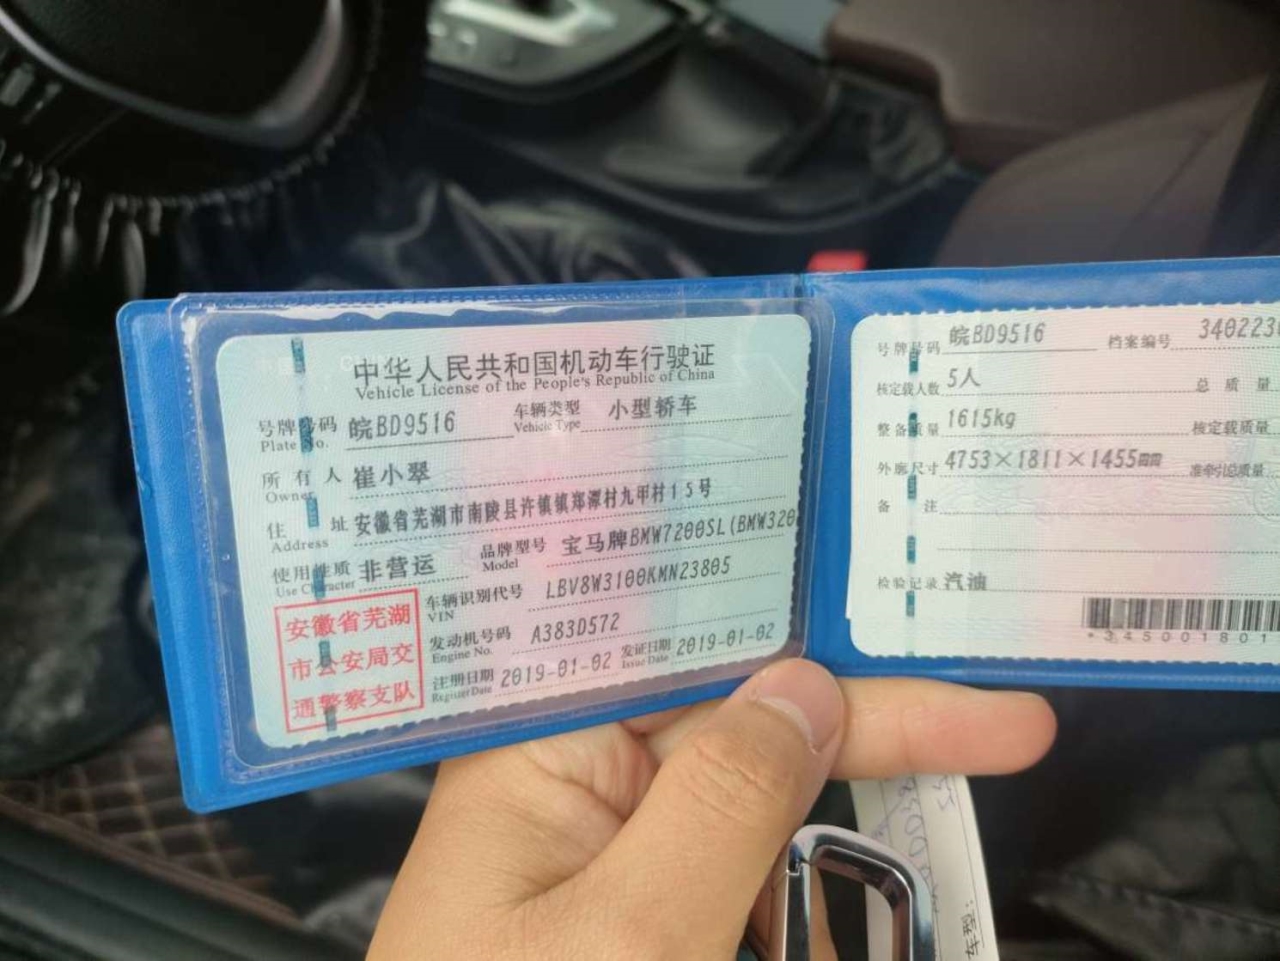 中华人民共和国机动车行驶证
Vehicle License of the People's Republic of China
号牌号码 皖BD9516 车辆类型 小型轿车
Plate No. Vehicle Type
所有人 崔小翠
Owner
住址 安徽省芜湖市南陵县许镇镇郑潭村九甲村15号
Address
使用性质 非营运 品牌型号 宝马牌BMW7200SL(BMW320
Use Character Model
车辆识别代号 LBV8W3100KMN23805
VIN
发动机号码 A383D572
Engine No.
注册日期 2019-01-02 发证日期 2019-01-02
Register Date Issue Date
安徽省芜湖
市公安局交
通警察支队
号牌号码 皖BD9516 档案编号 340223
核定载人数 5人 总质量
整备质量 1615kg 核定载质量
外廓尺寸 4753×1811×1455mm 准牵引总质量
备注
检验记录 汽油
*345001801
车型: